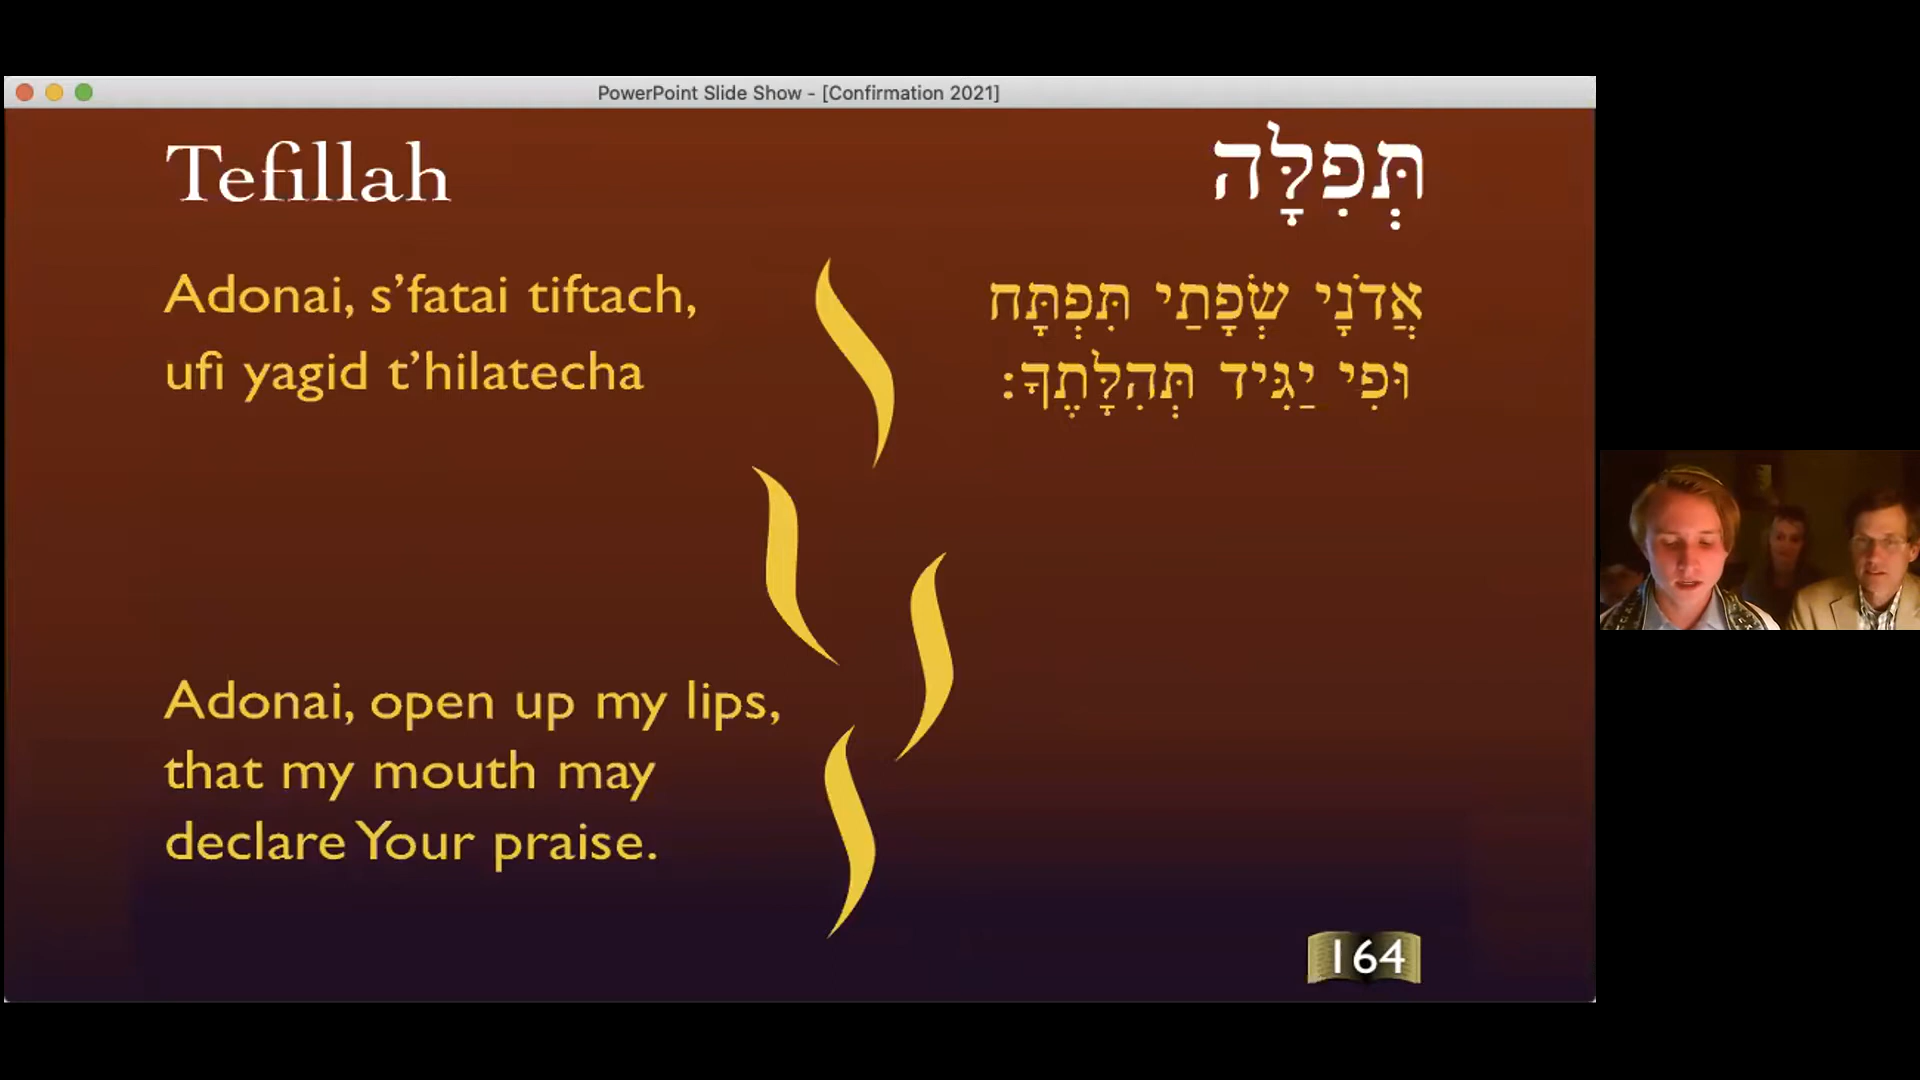 PowerPoint Slide Show - [Confirmation 2021]
Tefillah
תְּפִלָּה
Adonai, s’fatai tiftach,
ufi yagid t’hilatecha
אֲדֹנָי שְׂפָתַי תִּפְתָּח
וּפִי יַגִּיד תְּהִלָּתֶךָ:
Adonai, open up my lips,
that my mouth may
declare Your praise.
164